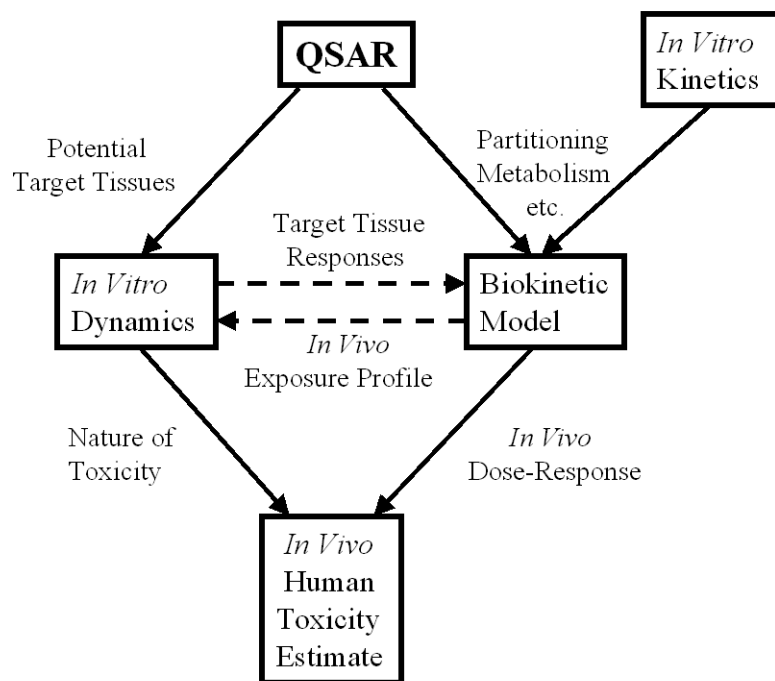 QSAR
In Vitro
Kinetics
Potential
Target Tissues
Partitioning
Metabolism
etc.
Target Tissue
Responses
In Vitro
Dynamics
Biokinetic
Model
In Vivo
Exposure Profile
Nature of
Toxicity
In Vivo
Dose-Response
In Vivo
Human
Toxicity
Estimate